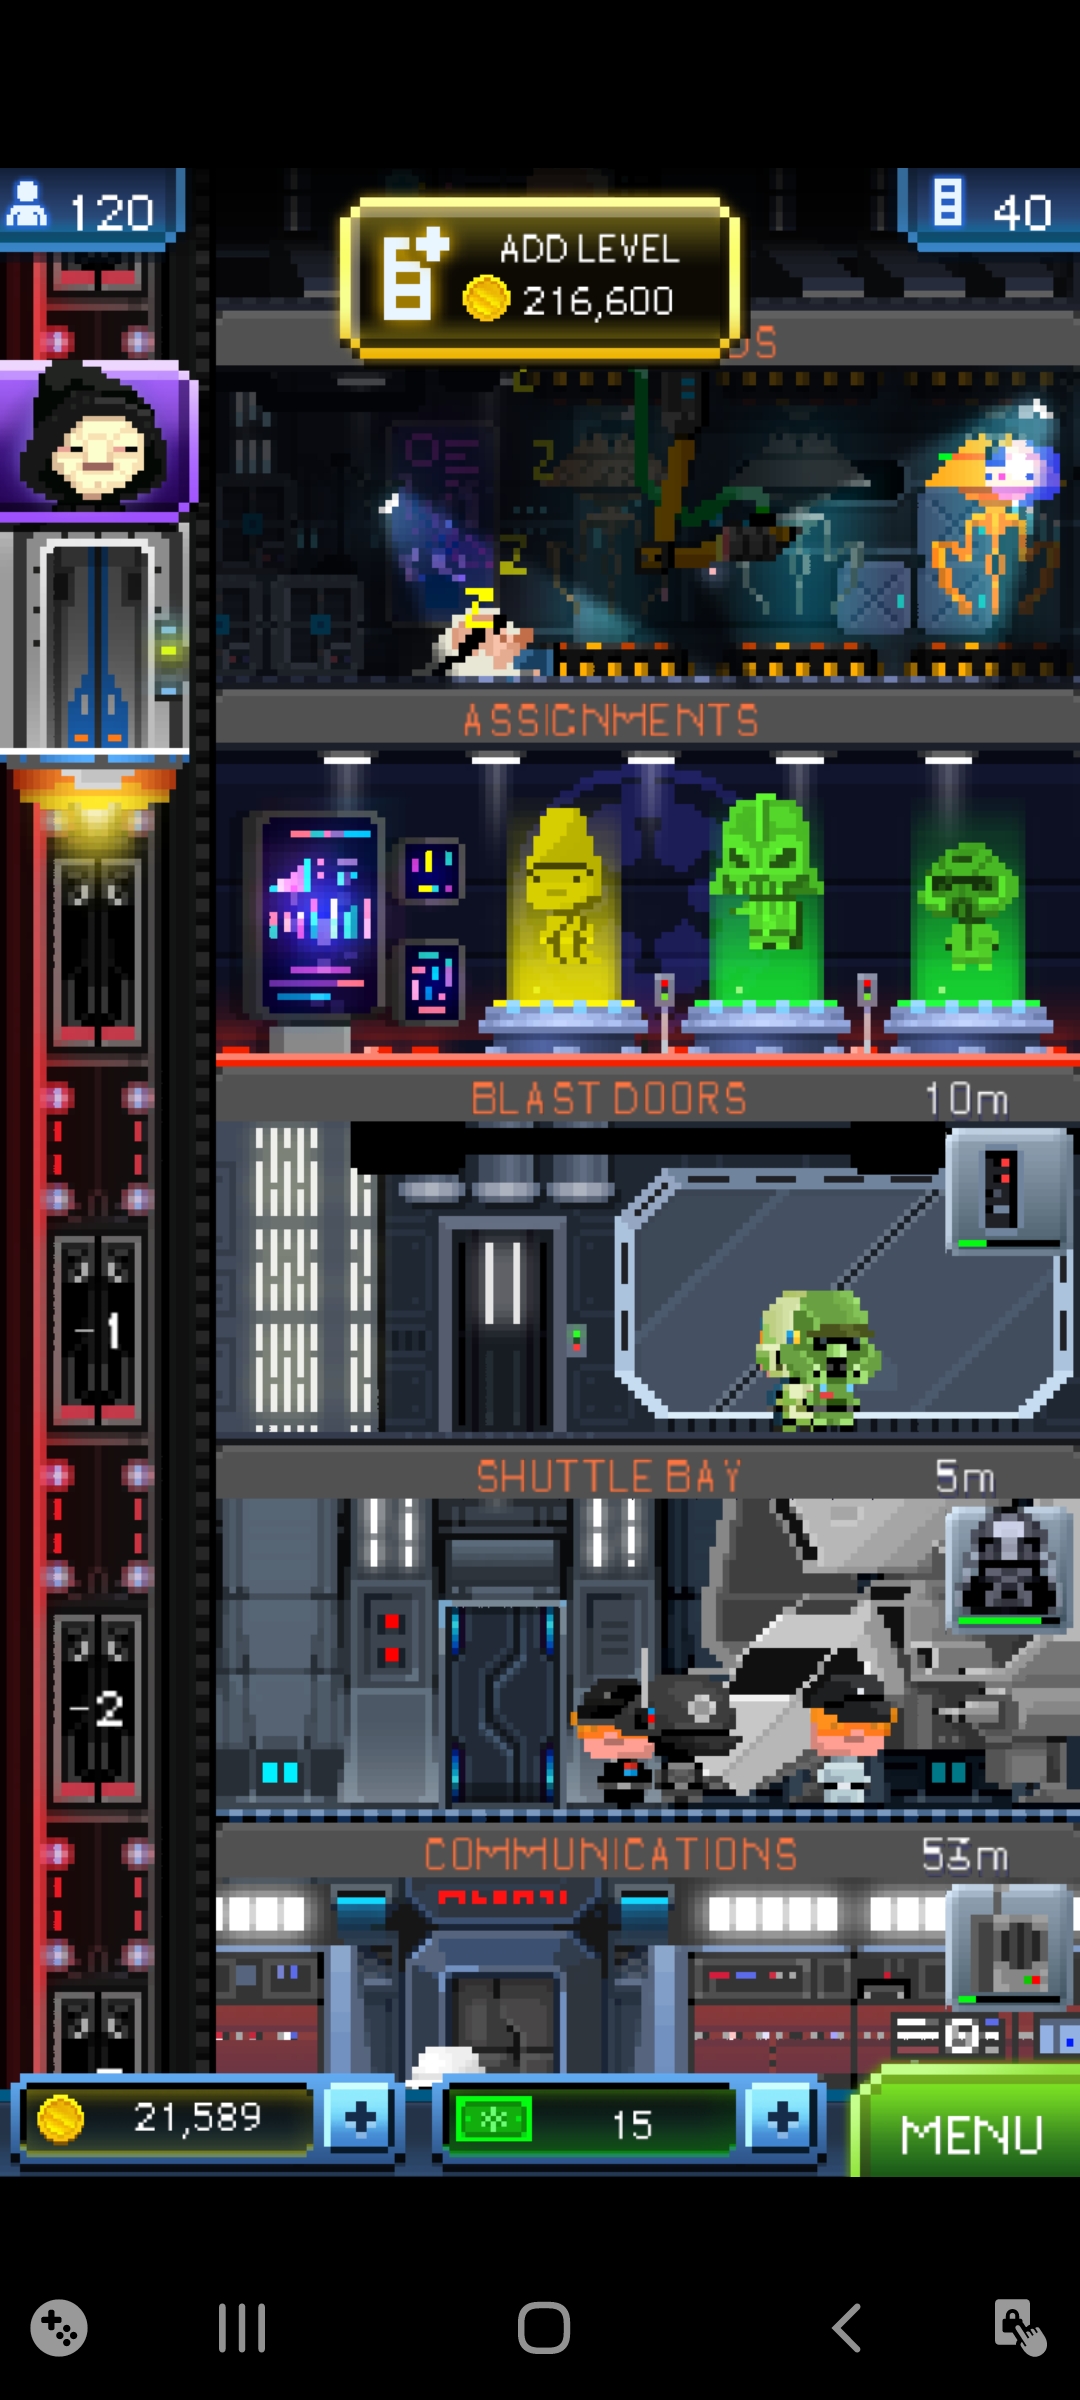 120
40
ADD LEVEL
216,600
Z
Z
Z
ASSIGNMENTS
BLAST DOORS 10m
-1
SHUTTLE BAY 5m
-2
COMMUNICATIONS
21,589
15
MENU